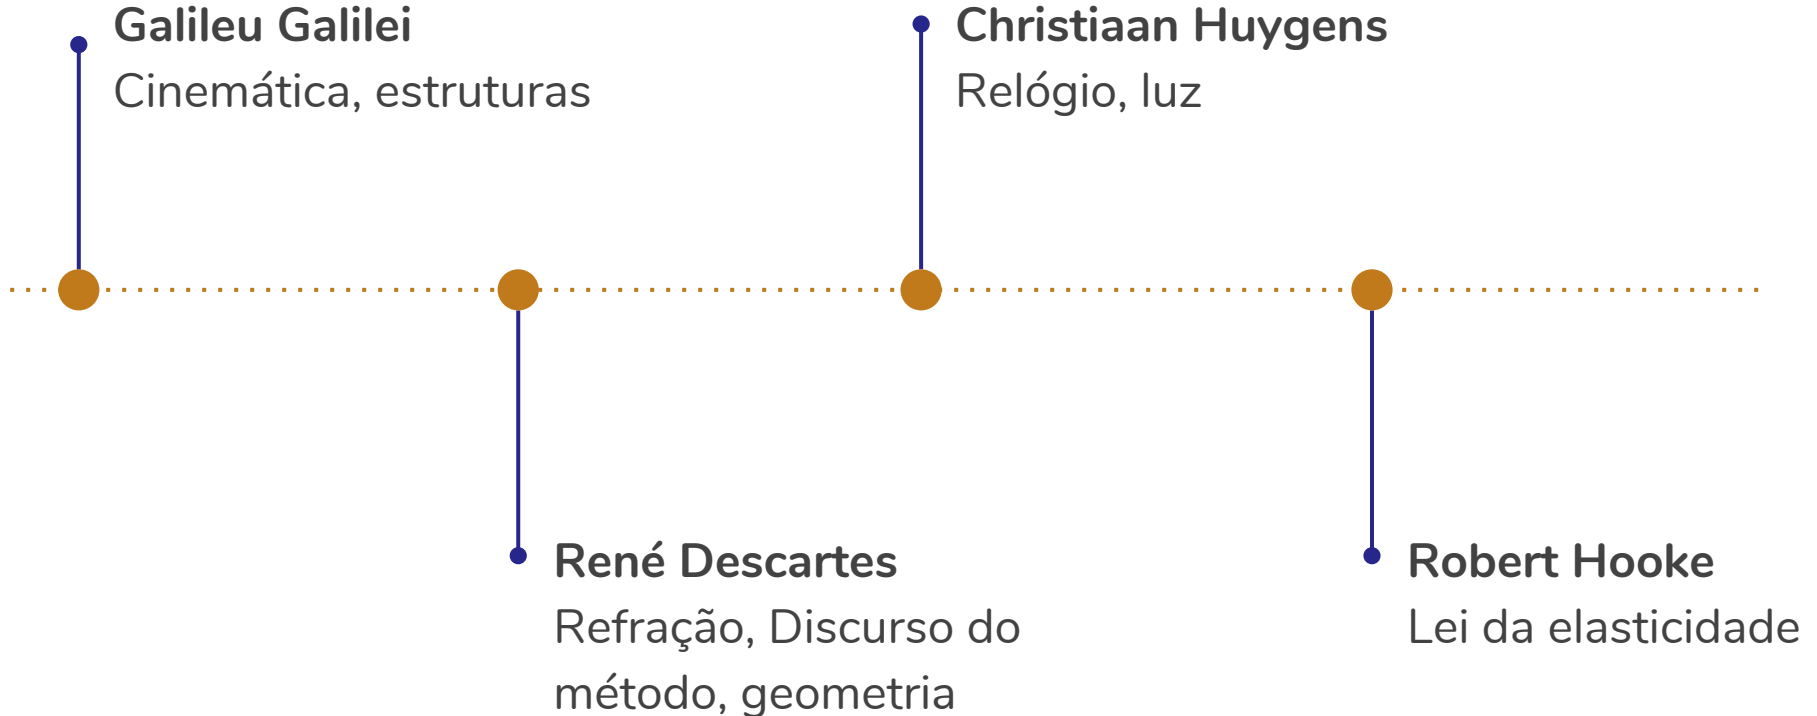 Galileu Galilei
Cinemática, estruturas
René Descartes
Refração, Discurso do
método, geometria
Christiaan Huygens
Relógio, luz
Robert Hooke
Lei da elasticidade